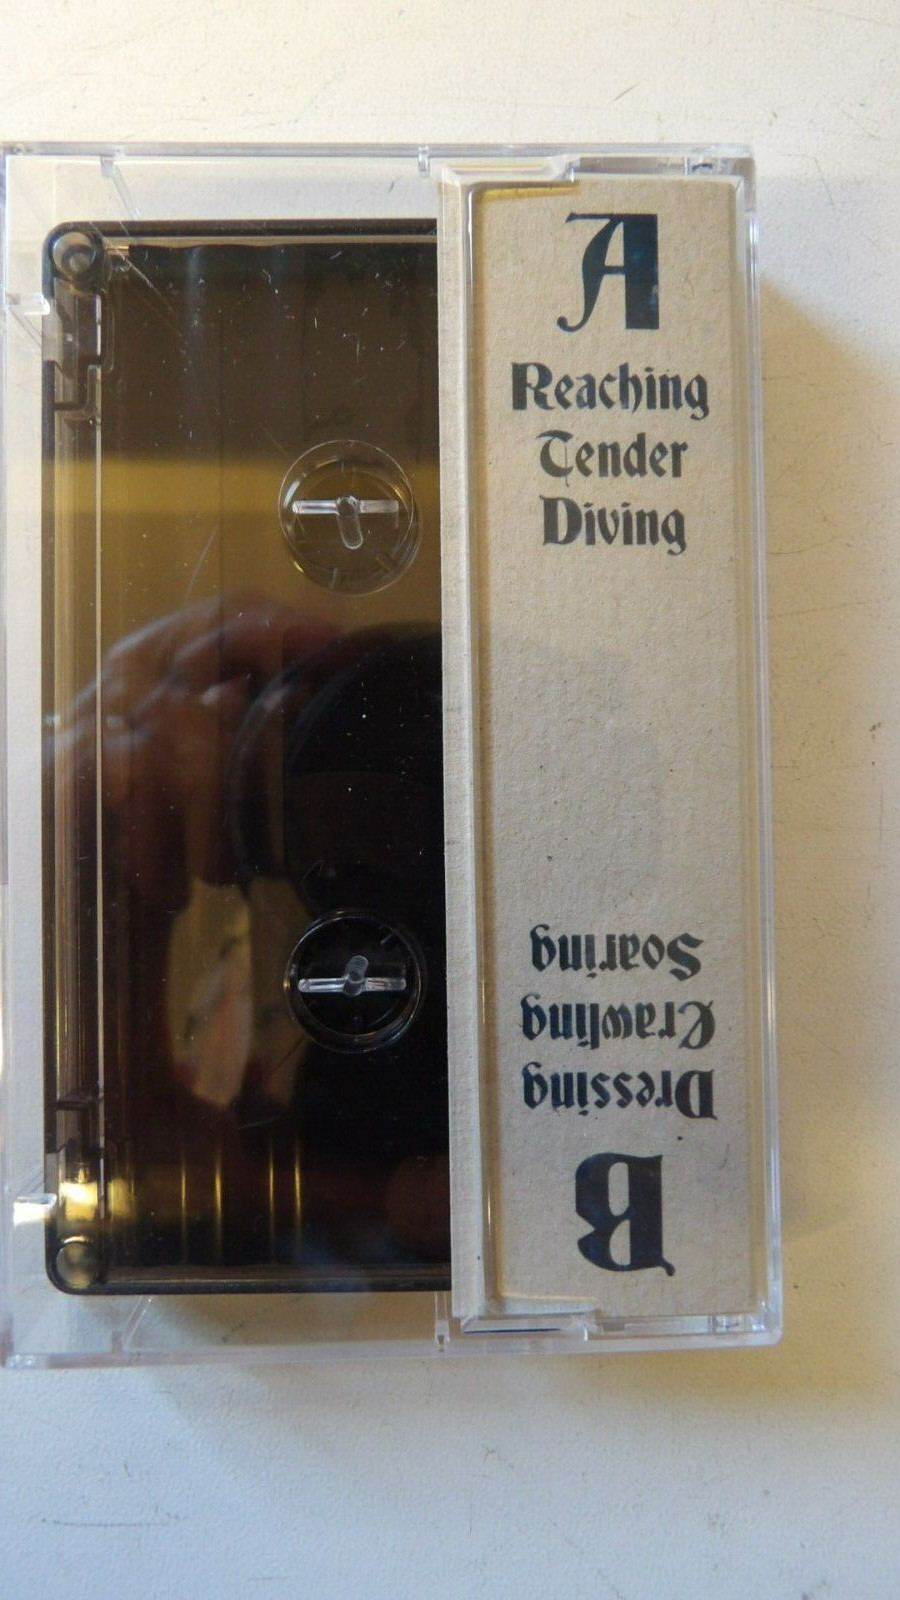 A
Reaching
Tender
Diving
B
Dressing
Crawling
Soaring